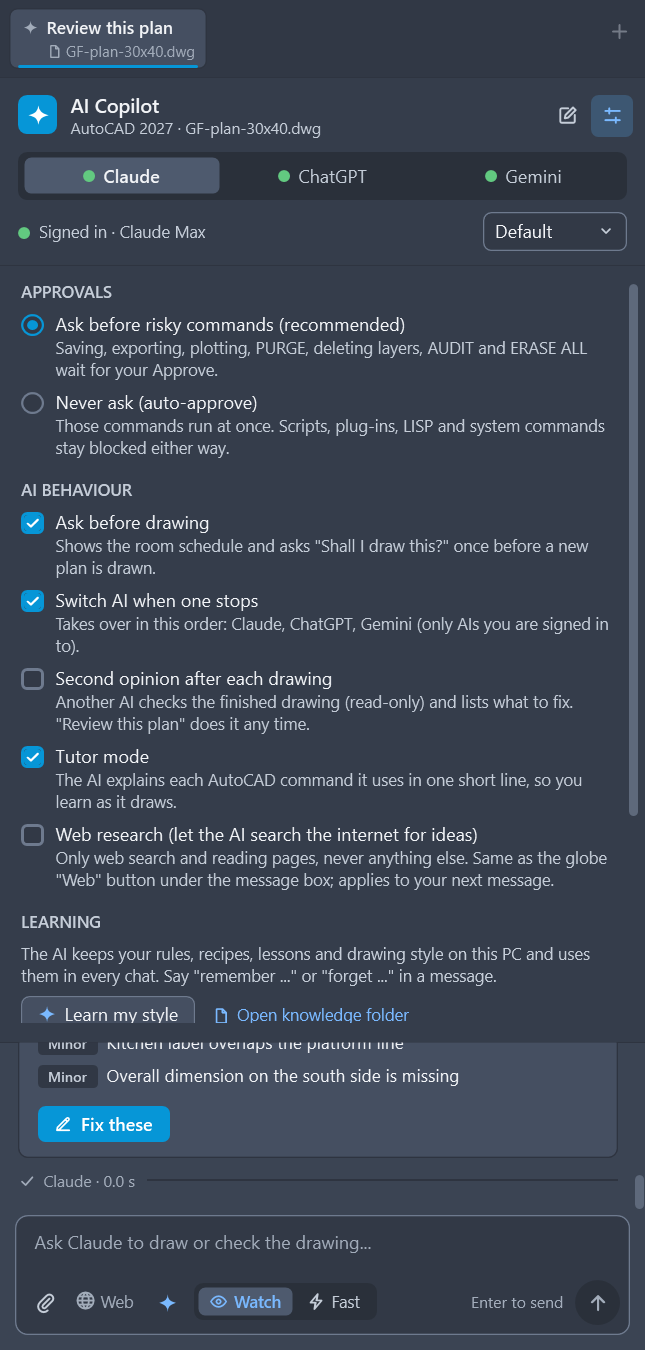 Review this plan
GF-plan-30x40.dwg
AI Copilot
AutoCAD 2027 · GF-plan-30x40.dwg
Claude
ChatGPT
Gemini
Signed in · Claude Max
Default
APPROVALS
Ask before risky commands (recommended)
Saving, exporting, plotting, PURGE, deleting layers, AUDIT and ERASE ALL
wait for your Approve.
Never ask (auto-approve)
Those commands run at once. Scripts, plug-ins, LISP and system commands
stay blocked either way.
AI BEHAVIOUR
Ask before drawing
Shows the room schedule and asks "Shall I draw this?" once before a new
plan is drawn.
Switch AI when one stops
Takes over in this order: Claude, ChatGPT, Gemini (only AIs you are signed in
to).
Second opinion after each drawing
Another AI checks the finished drawing (read-only) and lists what to fix.
"Review this plan" does it any time.
Tutor mode
The AI explains each AutoCAD command it uses in one short line, so you
learn as it draws.
Web research (let the AI search the internet for ideas)
Only web search and reading pages, never anything else. Same as the globe
"Web" button under the message box; applies to your next message.
LEARNING
The AI keeps your rules, recipes, lessons and drawing style on this PC and uses
them in every chat. Say "remember ..." or "forget ..." in a message.
Learn my style
Open knowledge folder
Minor Kitchen label overlaps the platform line
Minor Overall dimension on the south side is missing
Fix these
Claude · 0.0 s
Ask Claude to draw or check the drawing...
Web
Watch
Fast
Enter to send